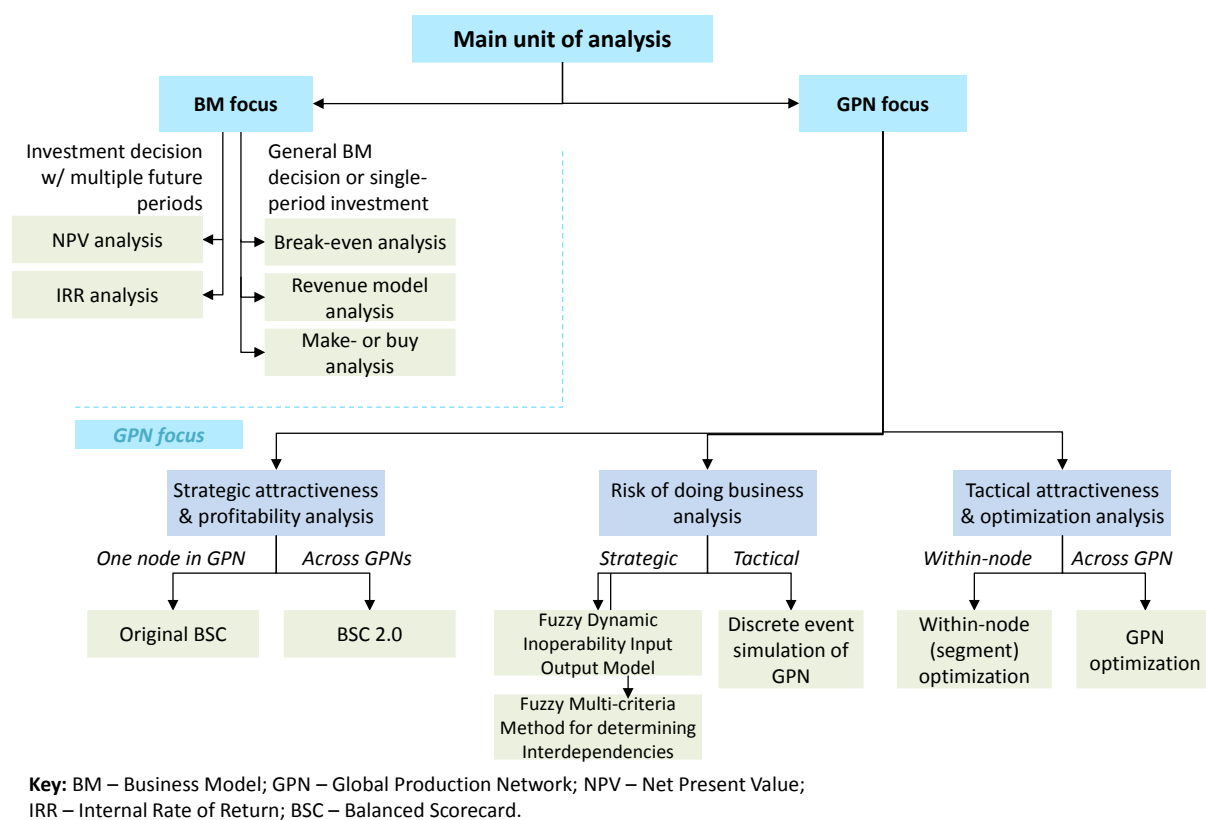 Main unit of analysis
BM focus
GPN focus
Investment decision
w/ multiple future
periods
General BM
decision or single-
period investment
NPV analysis
Break-even analysis
IRR analysis
Revenue model
analysis
Make- or buy
analysis
GPN focus
Strategic attractiveness
& profitability analysis
Risk of doing business
analysis
Tactical attractiveness
& optimization analysis
One node in GPN
Across GPNs
Strategic
Tactical
Within-node
Across GPN
Original BSC
BSC 2.0
Fuzzy Dynamic
Inoperability Input
Output Model
Discrete event
simulation of
GPN
Within-node
(segment)
optimization
GPN
optimization
Fuzzy Multi-criteria
Method for determining
Interdependencies
Key: BM – Business Model; GPN – Global Production Network; NPV – Net Present Value;
IRR – Internal Rate of Return; BSC – Balanced Scorecard.